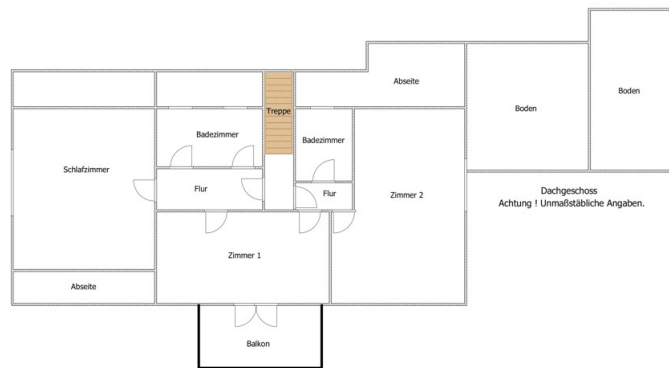 Abseite
Boden
Boden
Treppe
Badezimmer
Badezimmer
Schlafzimmer
Flur
Flur
Zimmer 2
Dachgeschoss
Achtung ! Unmaßstäbliche Angaben.
Zimmer 1
Abseite
Balkon